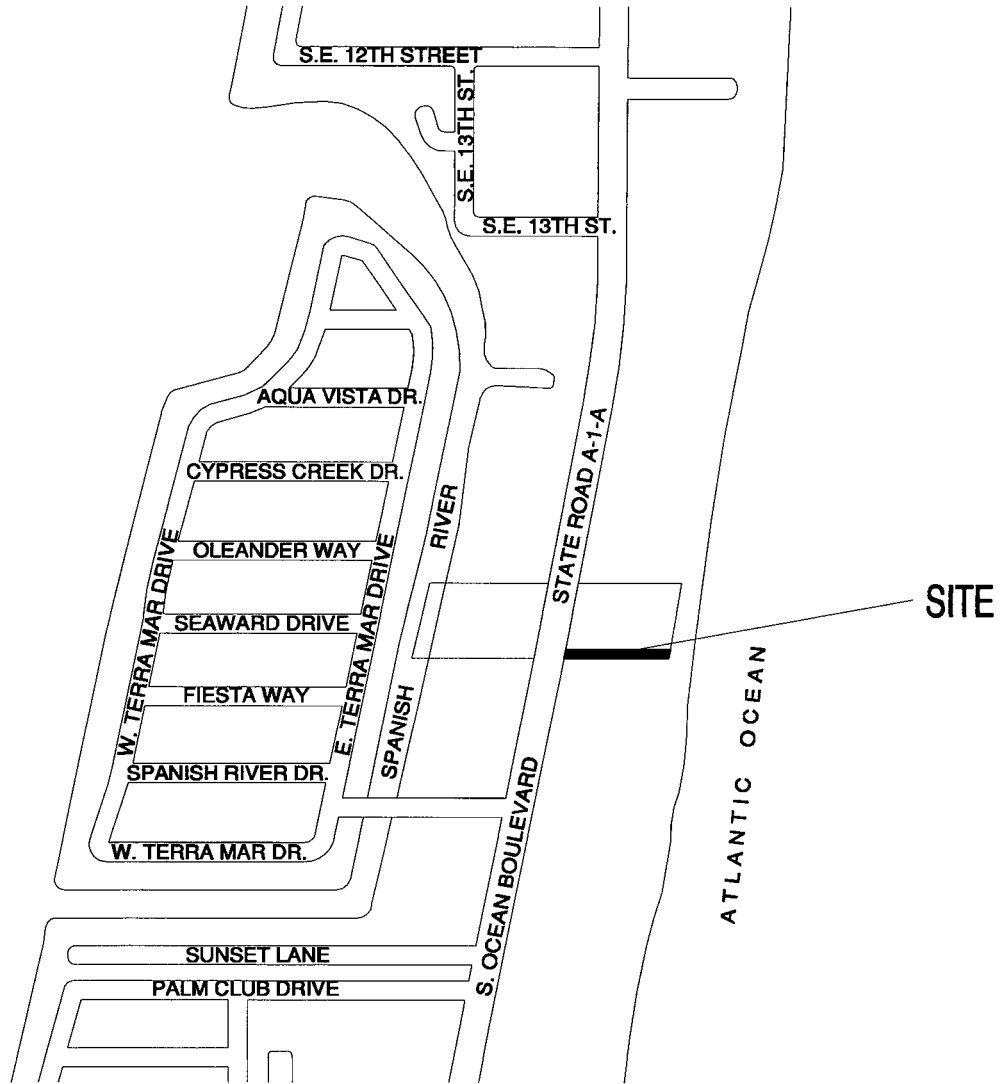 S.E. 12TH STREET
S.E. 13TH ST.
S.E. 13TH ST.
AQUA VISTA DR.
CYPRESS CREEK DR.
STATE ROAD A-1-A
RIVER
OLEANDER WAY
W. TERRA MAR DRIVE
E. TERRA MAR DRIVE
SITE
SEAWARD DRIVE
FIESTA WAY
SPANISH
ATLANTIC OCEAN
SPANISH RIVER DR.
W. TERRA MAR DR.
S. OCEAN BOULEVARD
SUNSET LANE
PALM CLUB DRIVE